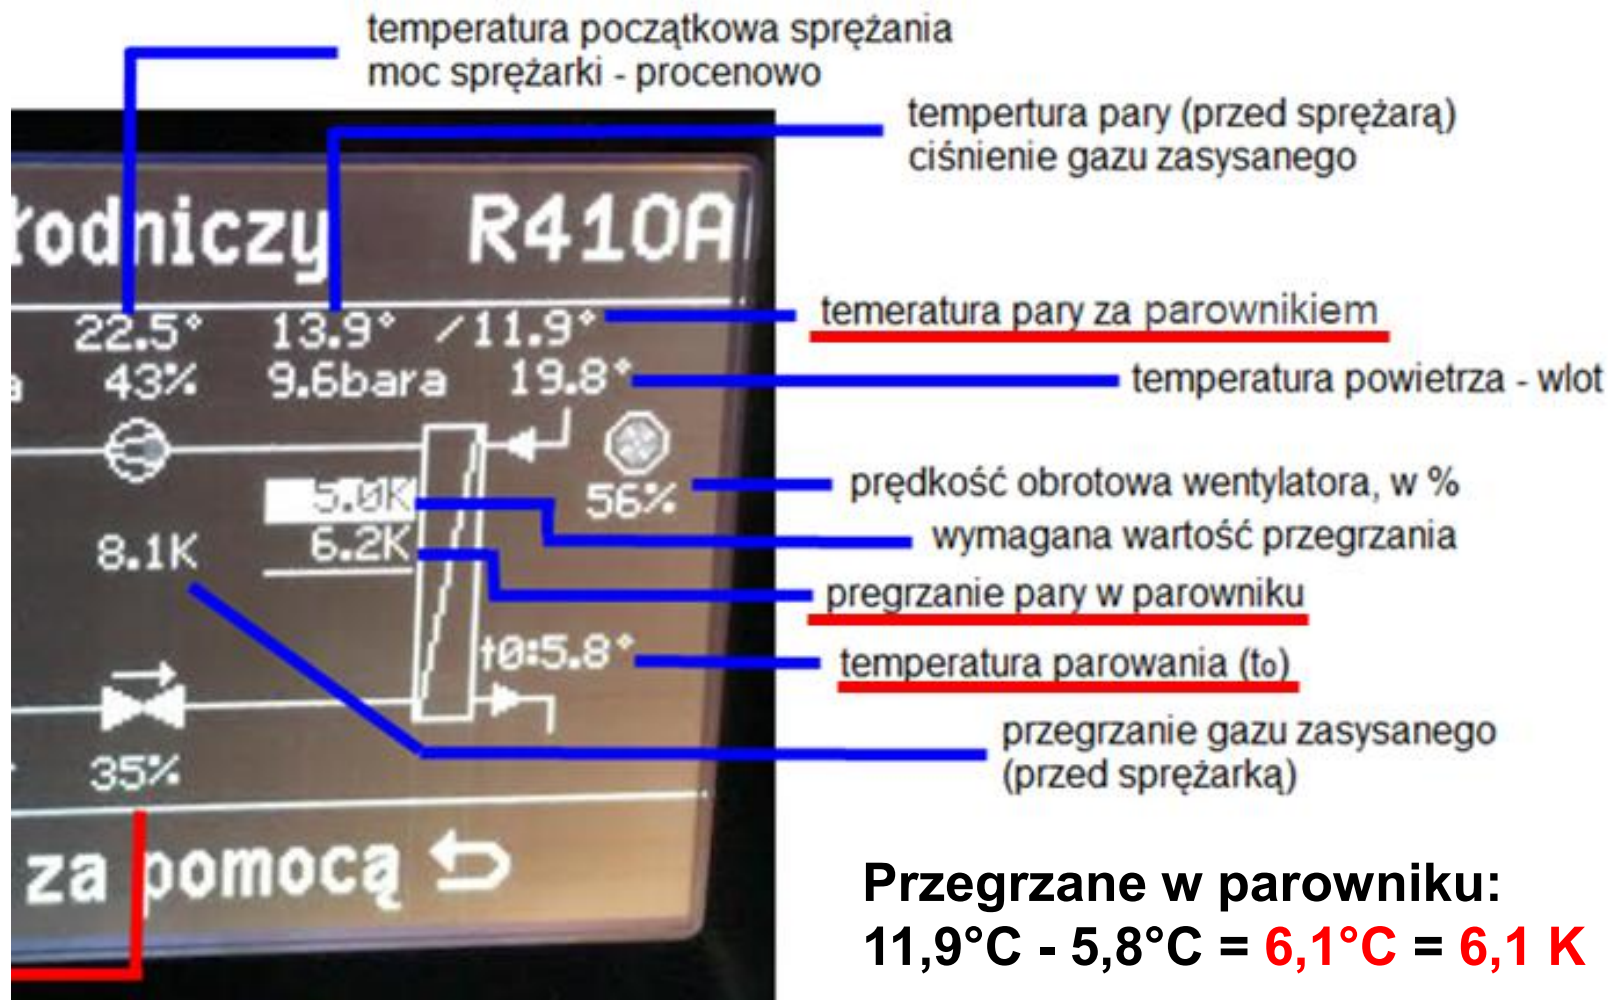 temperatura początkowa sprężania
moc sprężarki - procenowo
tempertura pary (przed sprężarą)
ciśnienie gazu zasysanego
łodniczy R410A
22.5° 13.9° /11.9°
temeratura pary za parownikiem
a 43% 9.6bara 19.8°
temperatura powietrza - wlot
5.0K
56%
prędkość obrotowa wentylatora, w %
wymagana wartość przegrzania
8.1K 6.2K
pregrzanie pary w parowniku
t0:5.8°
temperatura parowania (to)
przegrzanie gazu zasysanego
(przed sprężarką)
35%
za pomocą
Przegrzane w parowniku:
11,9°C - 5,8°C = 6,1°C = 6,1 K